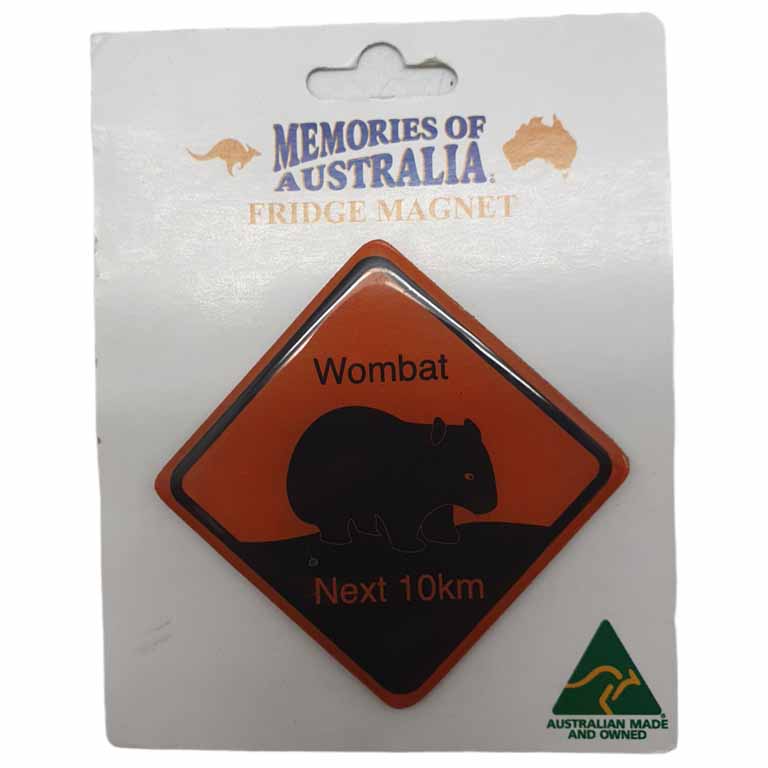 MEMORIES OF
AUSTRALIA
FRIDGE MAGNET
Wombat
Next 10km
AUSTRALIAN MADE
AND OWNED